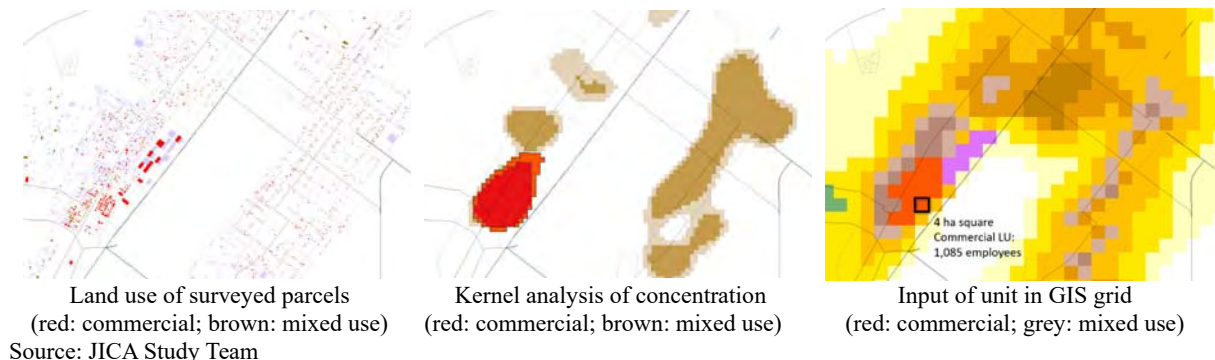 4 ha square
Commercial LU:
1,085 employees
Land use of surveyed parcels
(red: commercial; brown: mixed use)
Kernel analysis of concentration
(red: commercial; brown: mixed use)
Input of unit in GIS grid
(red: commercial; grey: mixed use)
Source: JICA Study Team